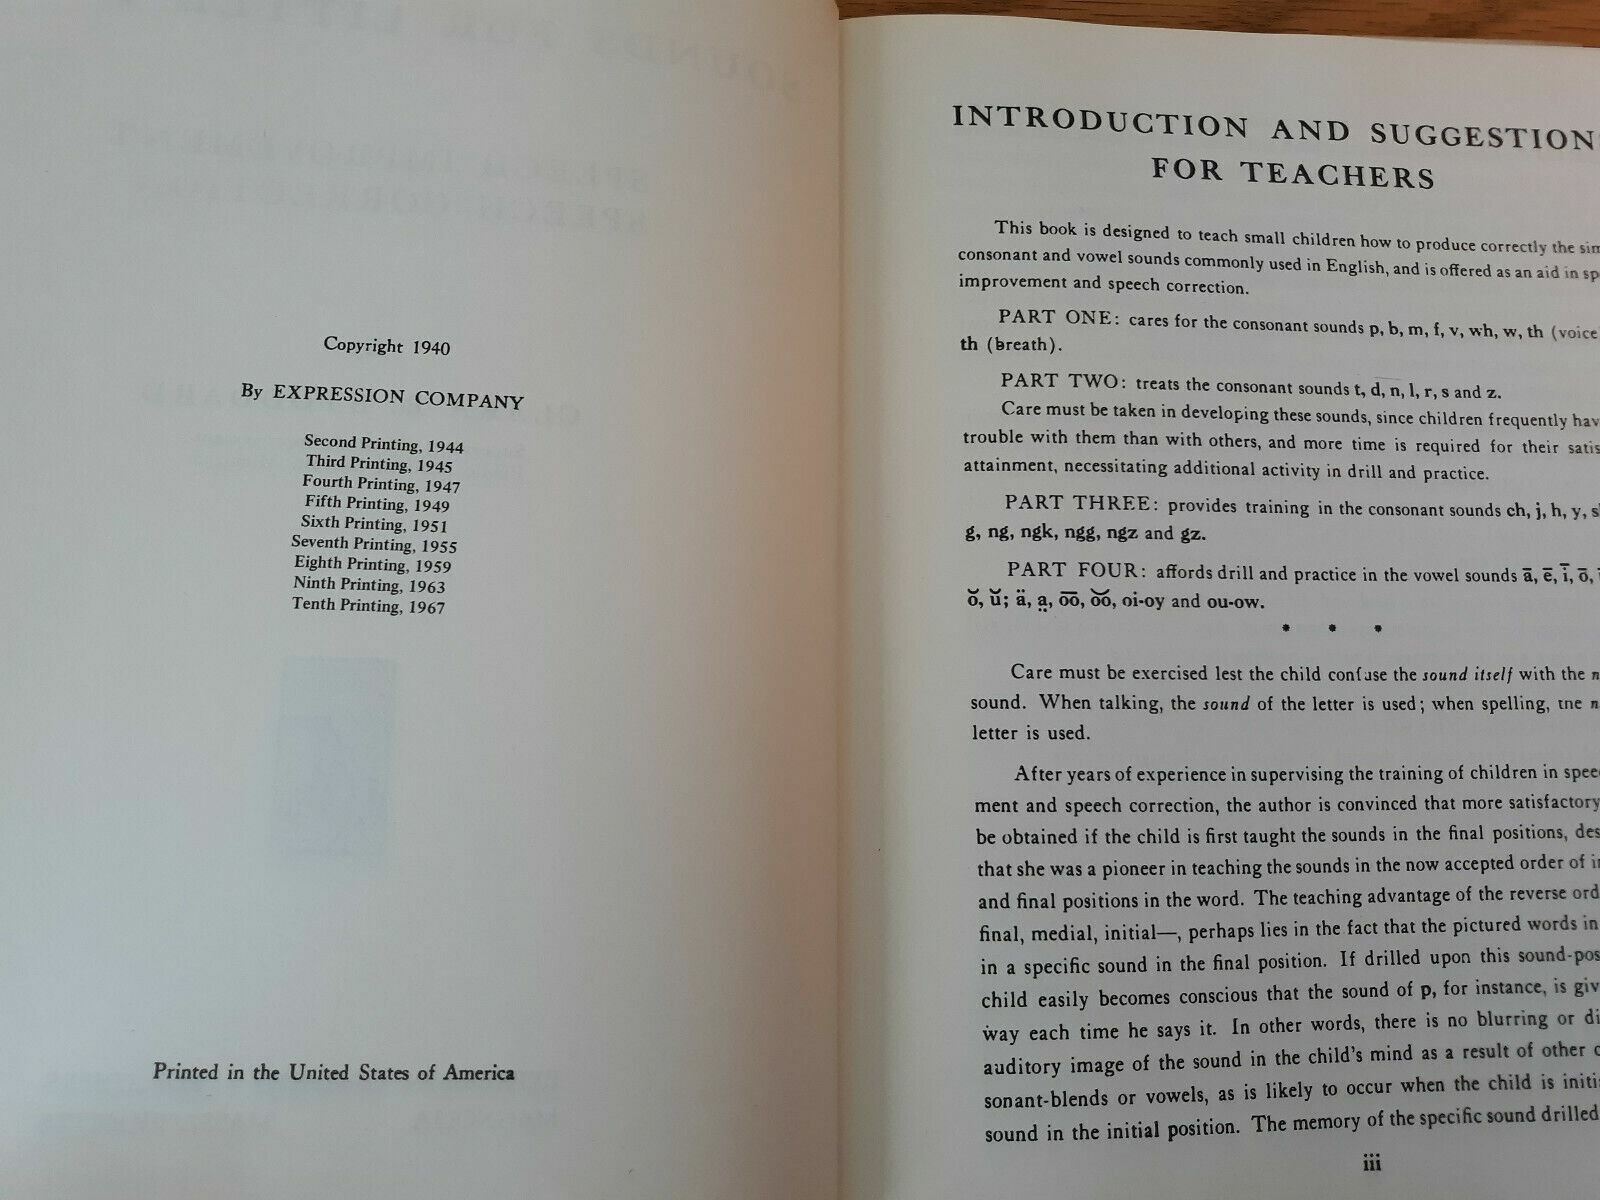 Copyright 1940
By EXPRESSION COMPANY
Second Printing, 1944
Third Printing, 1945
Fourth Printing, 1947
Fifth Printing, 1949
Sixth Printing, 1951
Seventh Printing, 1955
Eighth Printing, 1959
Ninth Printing, 1963
Tenth Printing, 1967
Printed in the United States of America
INTRODUCTION AND SUGGESTIONS
FOR TEACHERS
This book is designed to teach small children how to produce correctly the sim
consonant and vowel sounds commonly used in English, and is offered as an aid in sp
improvement and speech correction.
PART ONE: cares for the consonant sounds p, b, m, f, v, wh, w, th (voice
th (breath).
PART TWO: treats the consonant sounds t, d, n, l, r, s and z.
Care must be taken in developing these sounds, since children frequently hav
trouble with them than with others, and more time is required for their satis
attainment, necessitating additional activity in drill and practice.
PART THREE: provides training in the consonant sounds ch, j, h, y, s
g, ng, ngk, ngg, ngz and gz.
PART FOUR: affords drill and practice in the vowel sounds ā, ē, ī, ō,
ŏ, ŭ; ä, a̤, o͞o, o͝o, oi-oy and ou-ow.
* * *
Care must be exercised lest the child confuse the sound itself with the n
sound. When talking, the sound of the letter is used; when spelling, the n
letter is used.
After years of experience in supervising the training of children in spee
ment and speech correction, the author is convinced that more satisfactory
be obtained if the child is first taught the sounds in the final positions, des
that she was a pioneer in teaching the sounds in the now accepted order of i
and final positions in the word. The teaching advantage of the reverse ord
final, medial, initial—, perhaps lies in the fact that the pictured words in
in a specific sound in the final position. If drilled upon this sound-pos
child easily becomes conscious that the sound of p, for instance, is giv
way each time he says it. In other words, there is no blurring or di
auditory image of the sound in the child's mind as a result of other c
sonant-blends or vowels, as is likely to occur when the child is initi
sound in the initial position. The memory of the specific sound drilled
iii